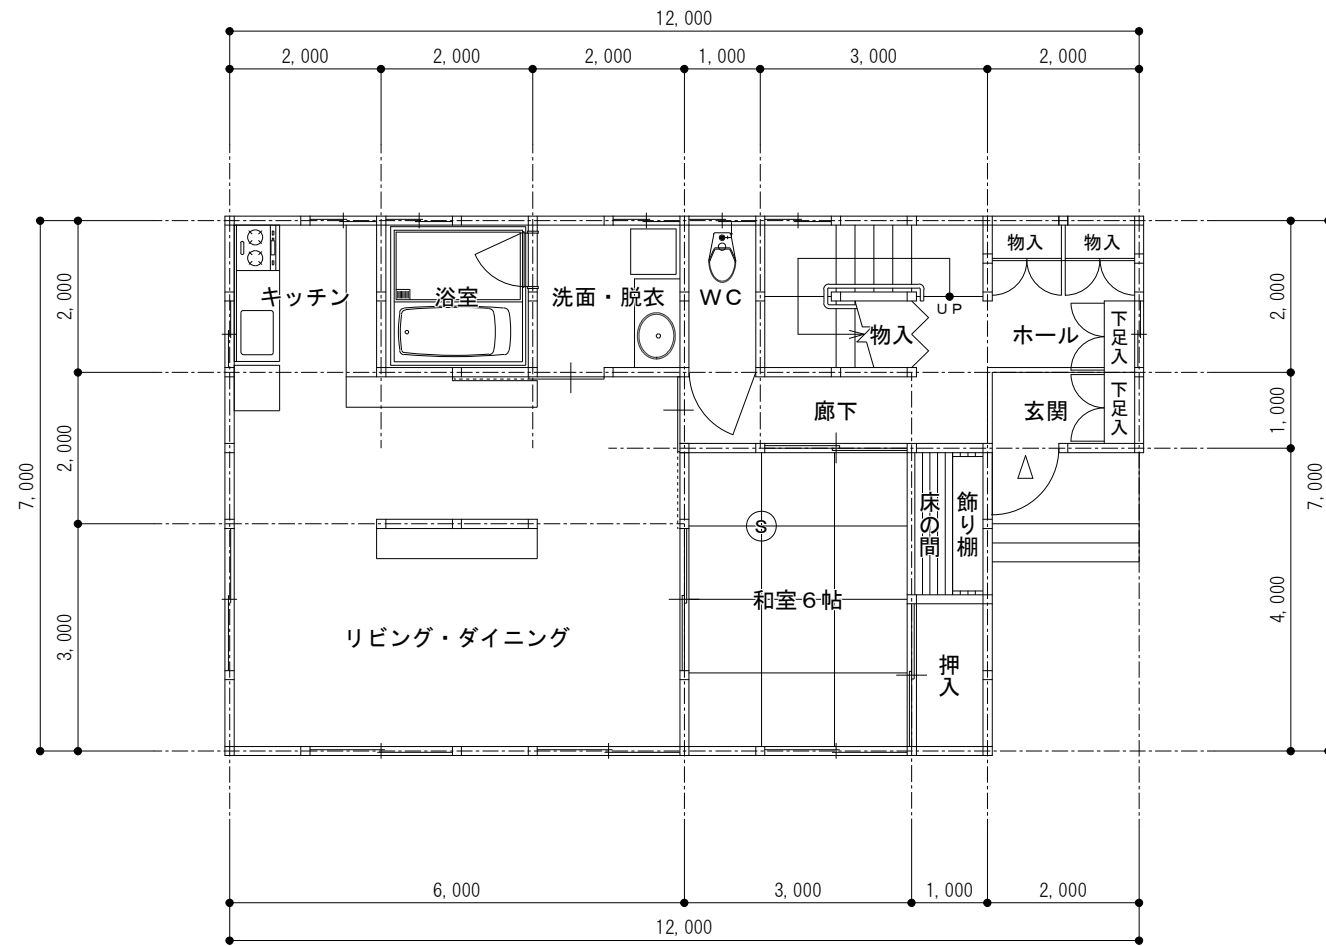 12,000
2,000
2,000
2,000
1,000
3,000
2,000
物入
物入
2,000
キッチン
浴室
洗面・脱衣
WC
UP
物入
ホール
下足入
2,000
廊下
玄関
下足入
1,000
2,000
7,000
床の間
飾り棚
7,000
S
和室6帖
4,000
3,000
リビング・ダイニング
押入
6,000
3,000
1,000
2,000
12,000